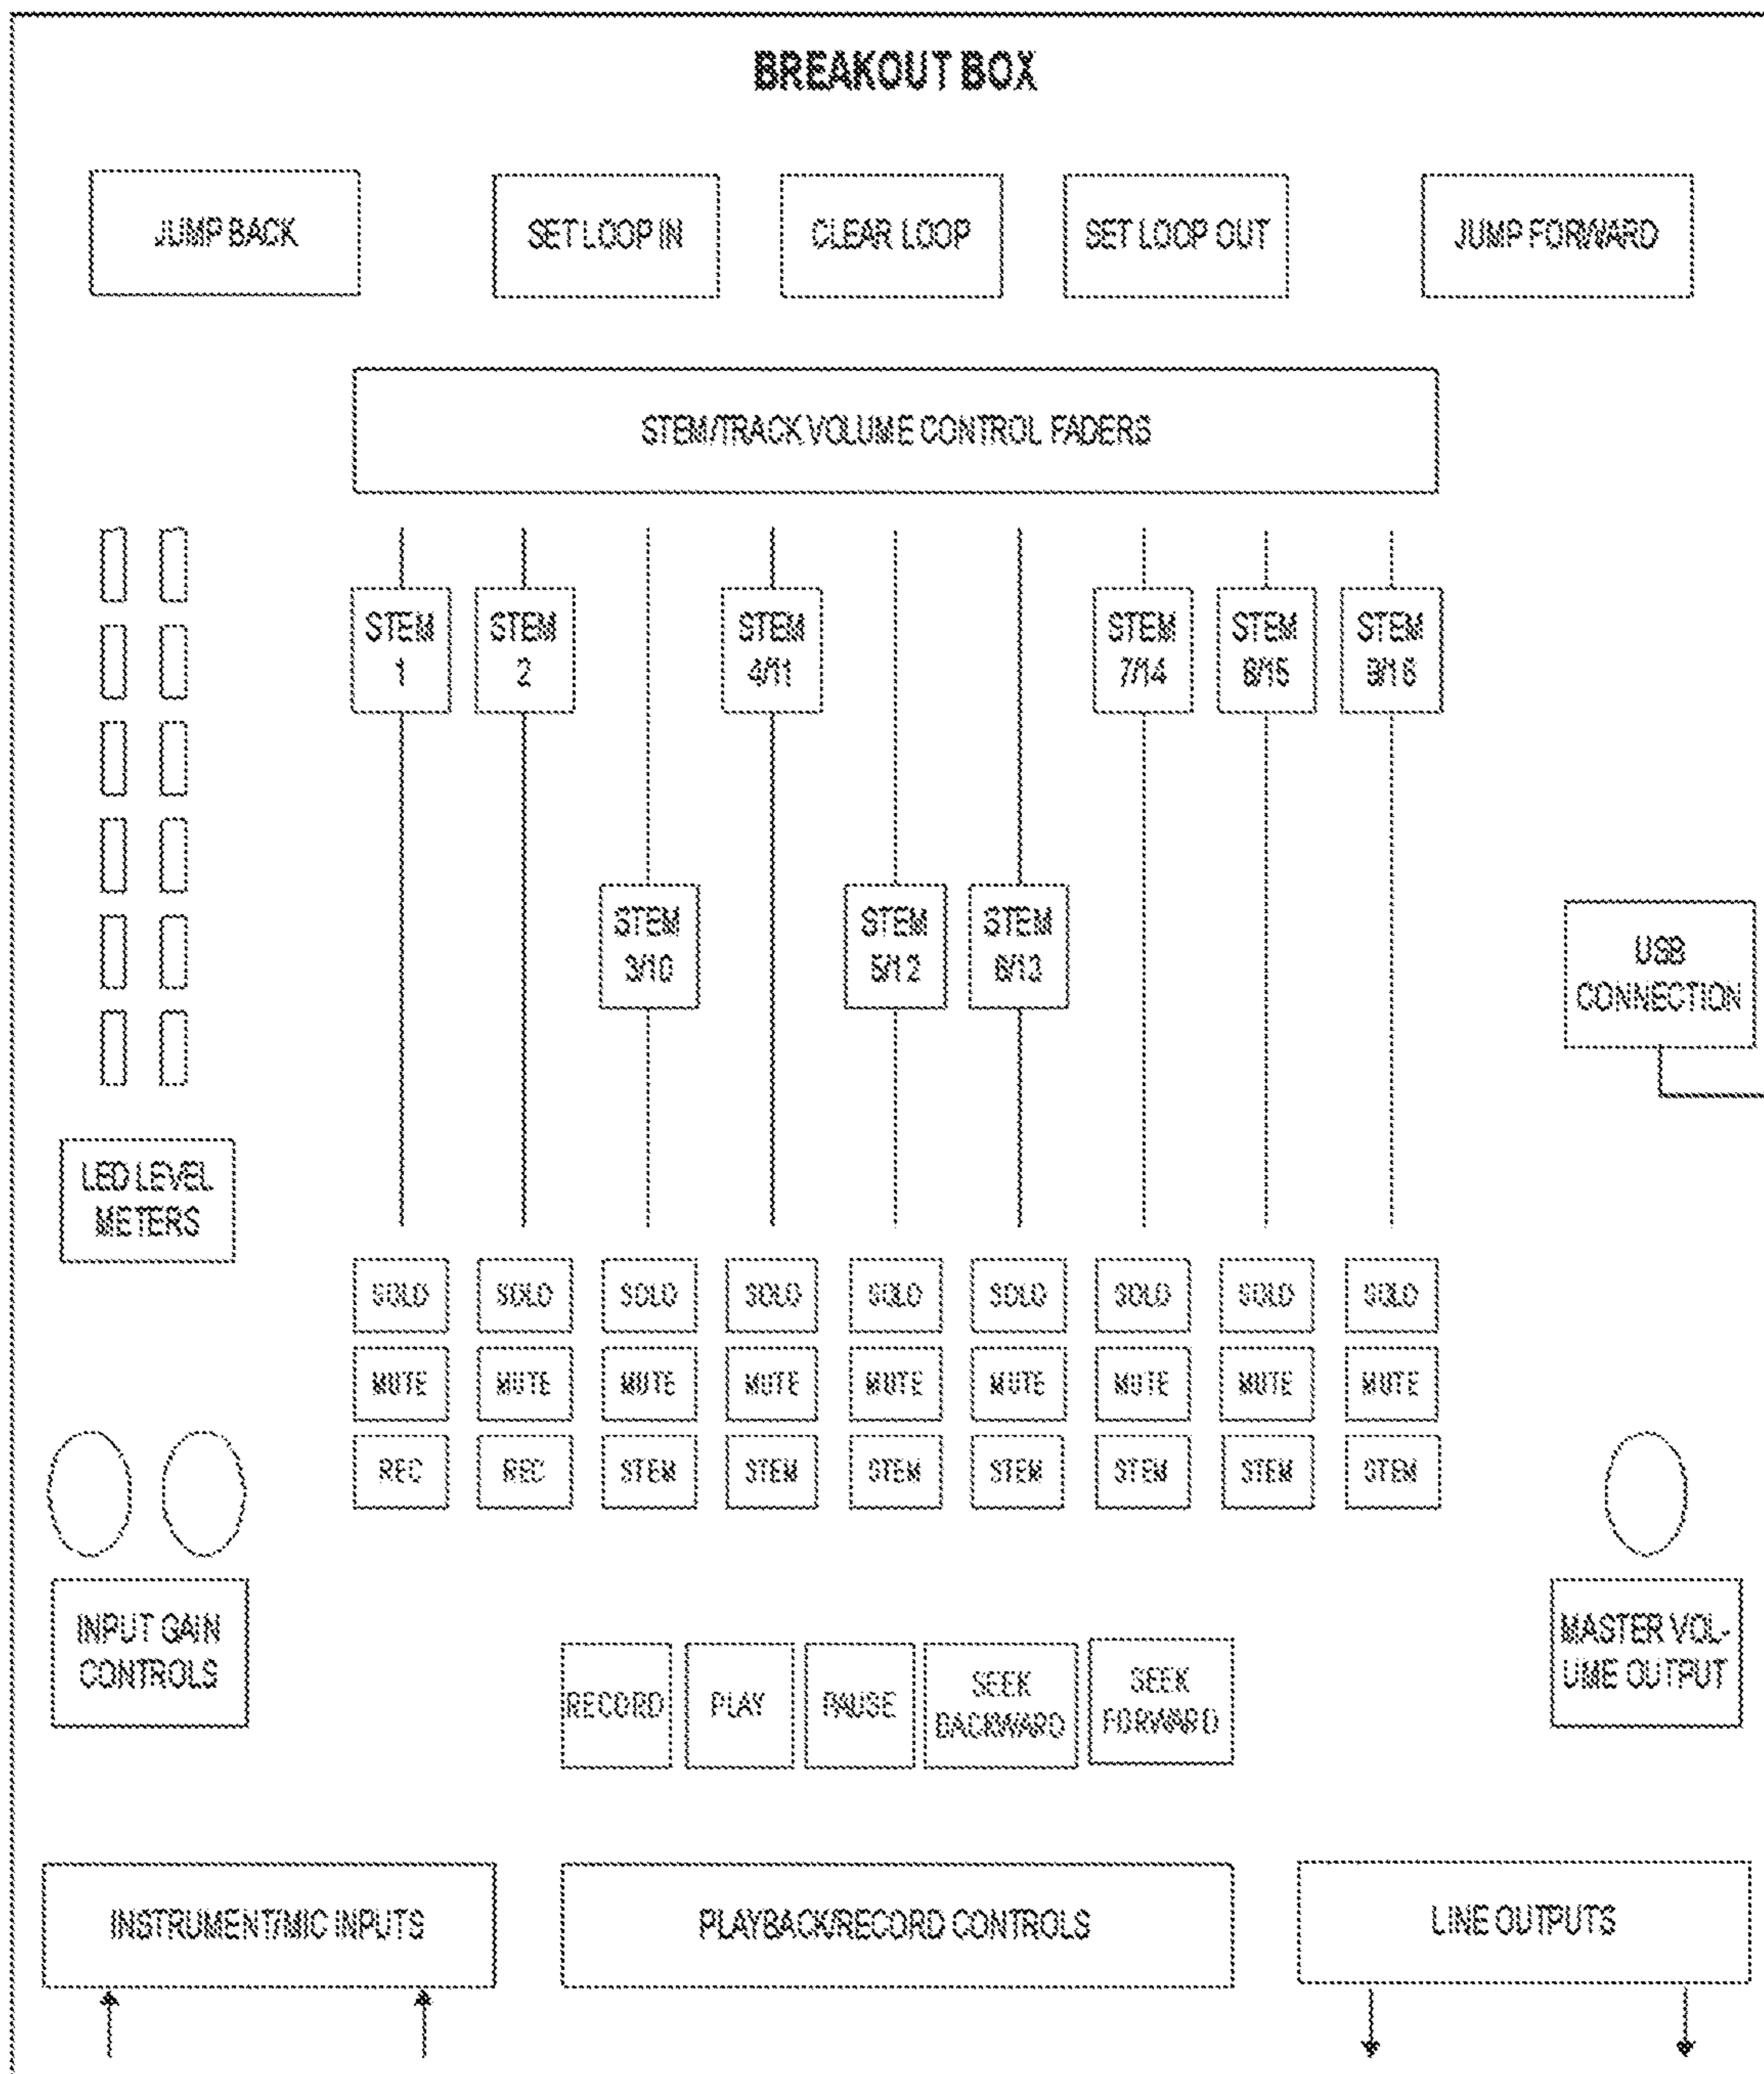 BREAKOUT BOX
JUMP BACK
SET LOOP IN
CLEAR LOOP
SET LOOP OUT
JUMP FORWARD
STEM/TRACK VOLUME CONTROL FADERS
STEM
1
STEM
2
STEM
4/11
STEM
7/14
STEM
8/15
STEM
9/16
STEM
3/10
STEM
5/12
STEM
6/13
USB
CONNECTION
LED LEVEL
METERS
SOLO
SOLO
SOLO
SOLO
SOLO
SOLO
SOLO
SOLO
SOLO
MUTE
MUTE
MUTE
MUTE
MUTE
MUTE
MUTE
MUTE
MUTE
REC
REC
STEM
STEM
STEM
STEM
STEM
STEM
STEM
INPUT GAIN
CONTROLS
RECORD
PLAY
PAUSE
SEEK
BACKWARD
SEEK
FORWARD
MASTER VOL-
UME OUTPUT
INSTRUMENT/MIC INPUTS
PLAYBACK/RECORD CONTROLS
LINE OUTPUTS